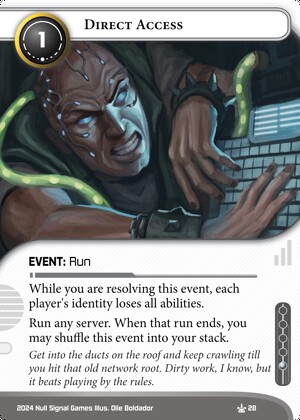 1
Direct Access
EVENT: Run
While you are resolving this event, each
player's identity loses all abilities.
Run any server. When that run ends, you
may shuffle this event into your stack.
Get into the ducts on the roof and keep crawling till
you hit that old network root. Dirty work, I know, but
it beats playing by the rules.
2024 Null Signal Games Illus. Olie Boldador
28